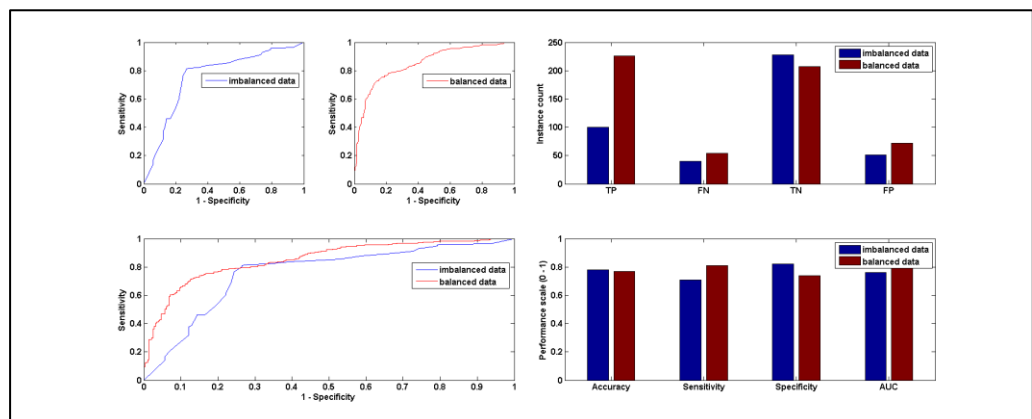 1
0.8
0.6
0.4
0.2
0
0 0.2 0.4 0.6 0.8 1
Sensitivity
1 - Specificity
imbalanced data
1
0.8
0.6
0.4
0.2
0
0 0.2 0.4 0.6 0.8 1
Sensitivity
1 - Specificity
balanced data
250
200
150
100
50
0
Instance count
TP FN TN FP
imbalanced data
balanced data
1
0.8
0.6
0.4
0.2
0
0 0.1 0.2 0.3 0.4 0.5 0.6 0.7 0.8 0.9 1
Sensitivity
1 - Specificity
imbalanced data
balanced data
1
0.8
0.6
0.4
0.2
0
Performance scale (0 - 1)
Accuracy Sensitivity Specificity AUC
imbalanced data
balanced data